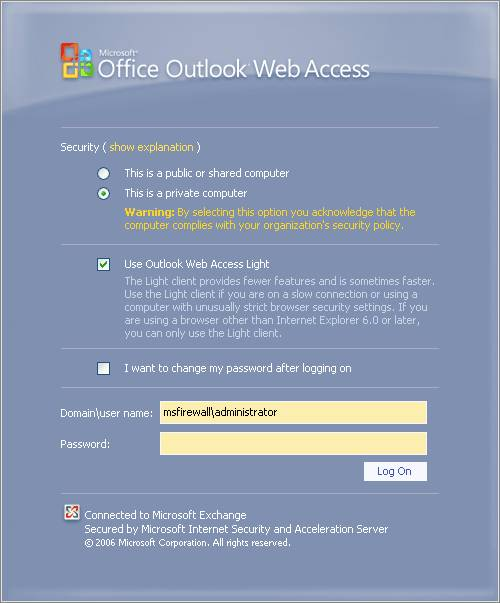 Microsoft®
Office Outlook® Web Access
Security ( show explanation )
This is a public or shared computer
This is a private computer
Warning: By selecting this option you acknowledge that the
computer complies with your organization's security policy.
Use Outlook Web Access Light
The Light client provides fewer features and is sometimes faster.
Use the Light client if you are on a slow connection or using a
computer with unusually strict browser security settings. If you
are using a browser other than Internet Explorer 6.0 or later,
you can only use the Light client.
I want to change my password after logging on
Domain\user name: msfirewall\administrator
Password:
Log On
Connected to Microsoft Exchange
Secured by Microsoft Internet Security and Acceleration Server
© 2006 Microsoft Corporation. All rights reserved.